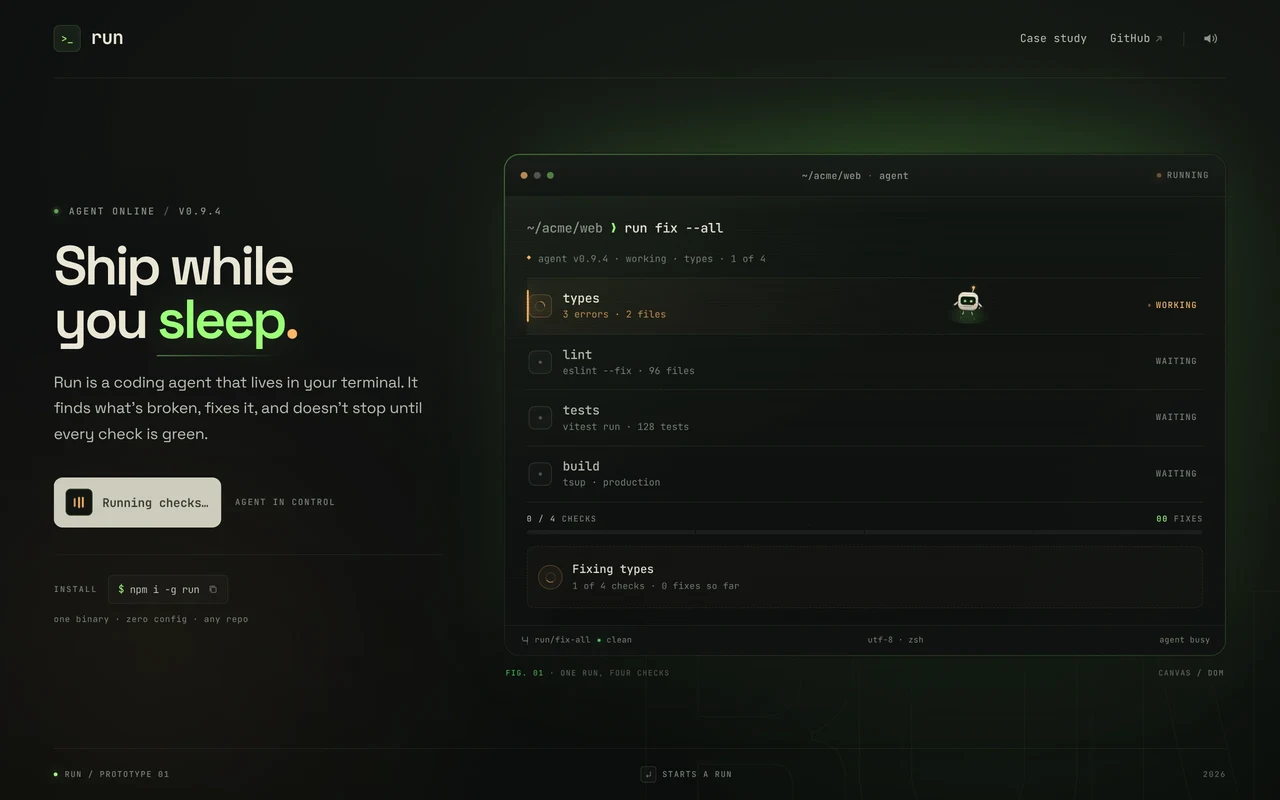 >_ run
Case study GitHub ↗
AGENT ONLINE / V0.9.4
Ship while
you sleep.
Run is a coding agent that lives in your terminal. It
finds what's broken, fixes it, and doesn't stop until
every check is green.
Running checks…
AGENT IN CONTROL
INSTALL $ npm i -g run
one binary · zero config · any repo
~/acme/web · agent
RUNNING
~/acme/web ❯ run fix --all
agent v0.9.4 · working · types · 1 of 4
types
3 errors · 2 files
WORKING
lint
eslint --fix · 96 files
WAITING
tests
vitest run · 128 tests
WAITING
build
tsup · production
WAITING
0 / 4 CHECKS
00 FIXES
Fixing types
1 of 4 checks · 0 fixes so far
run/fix-all clean
utf-8 · zsh
agent busy
FIG. 01 · ONE RUN, FOUR CHECKS
CANVAS / DOM
RUN / PROTOTYPE 01
↵ STARTS A RUN
2026